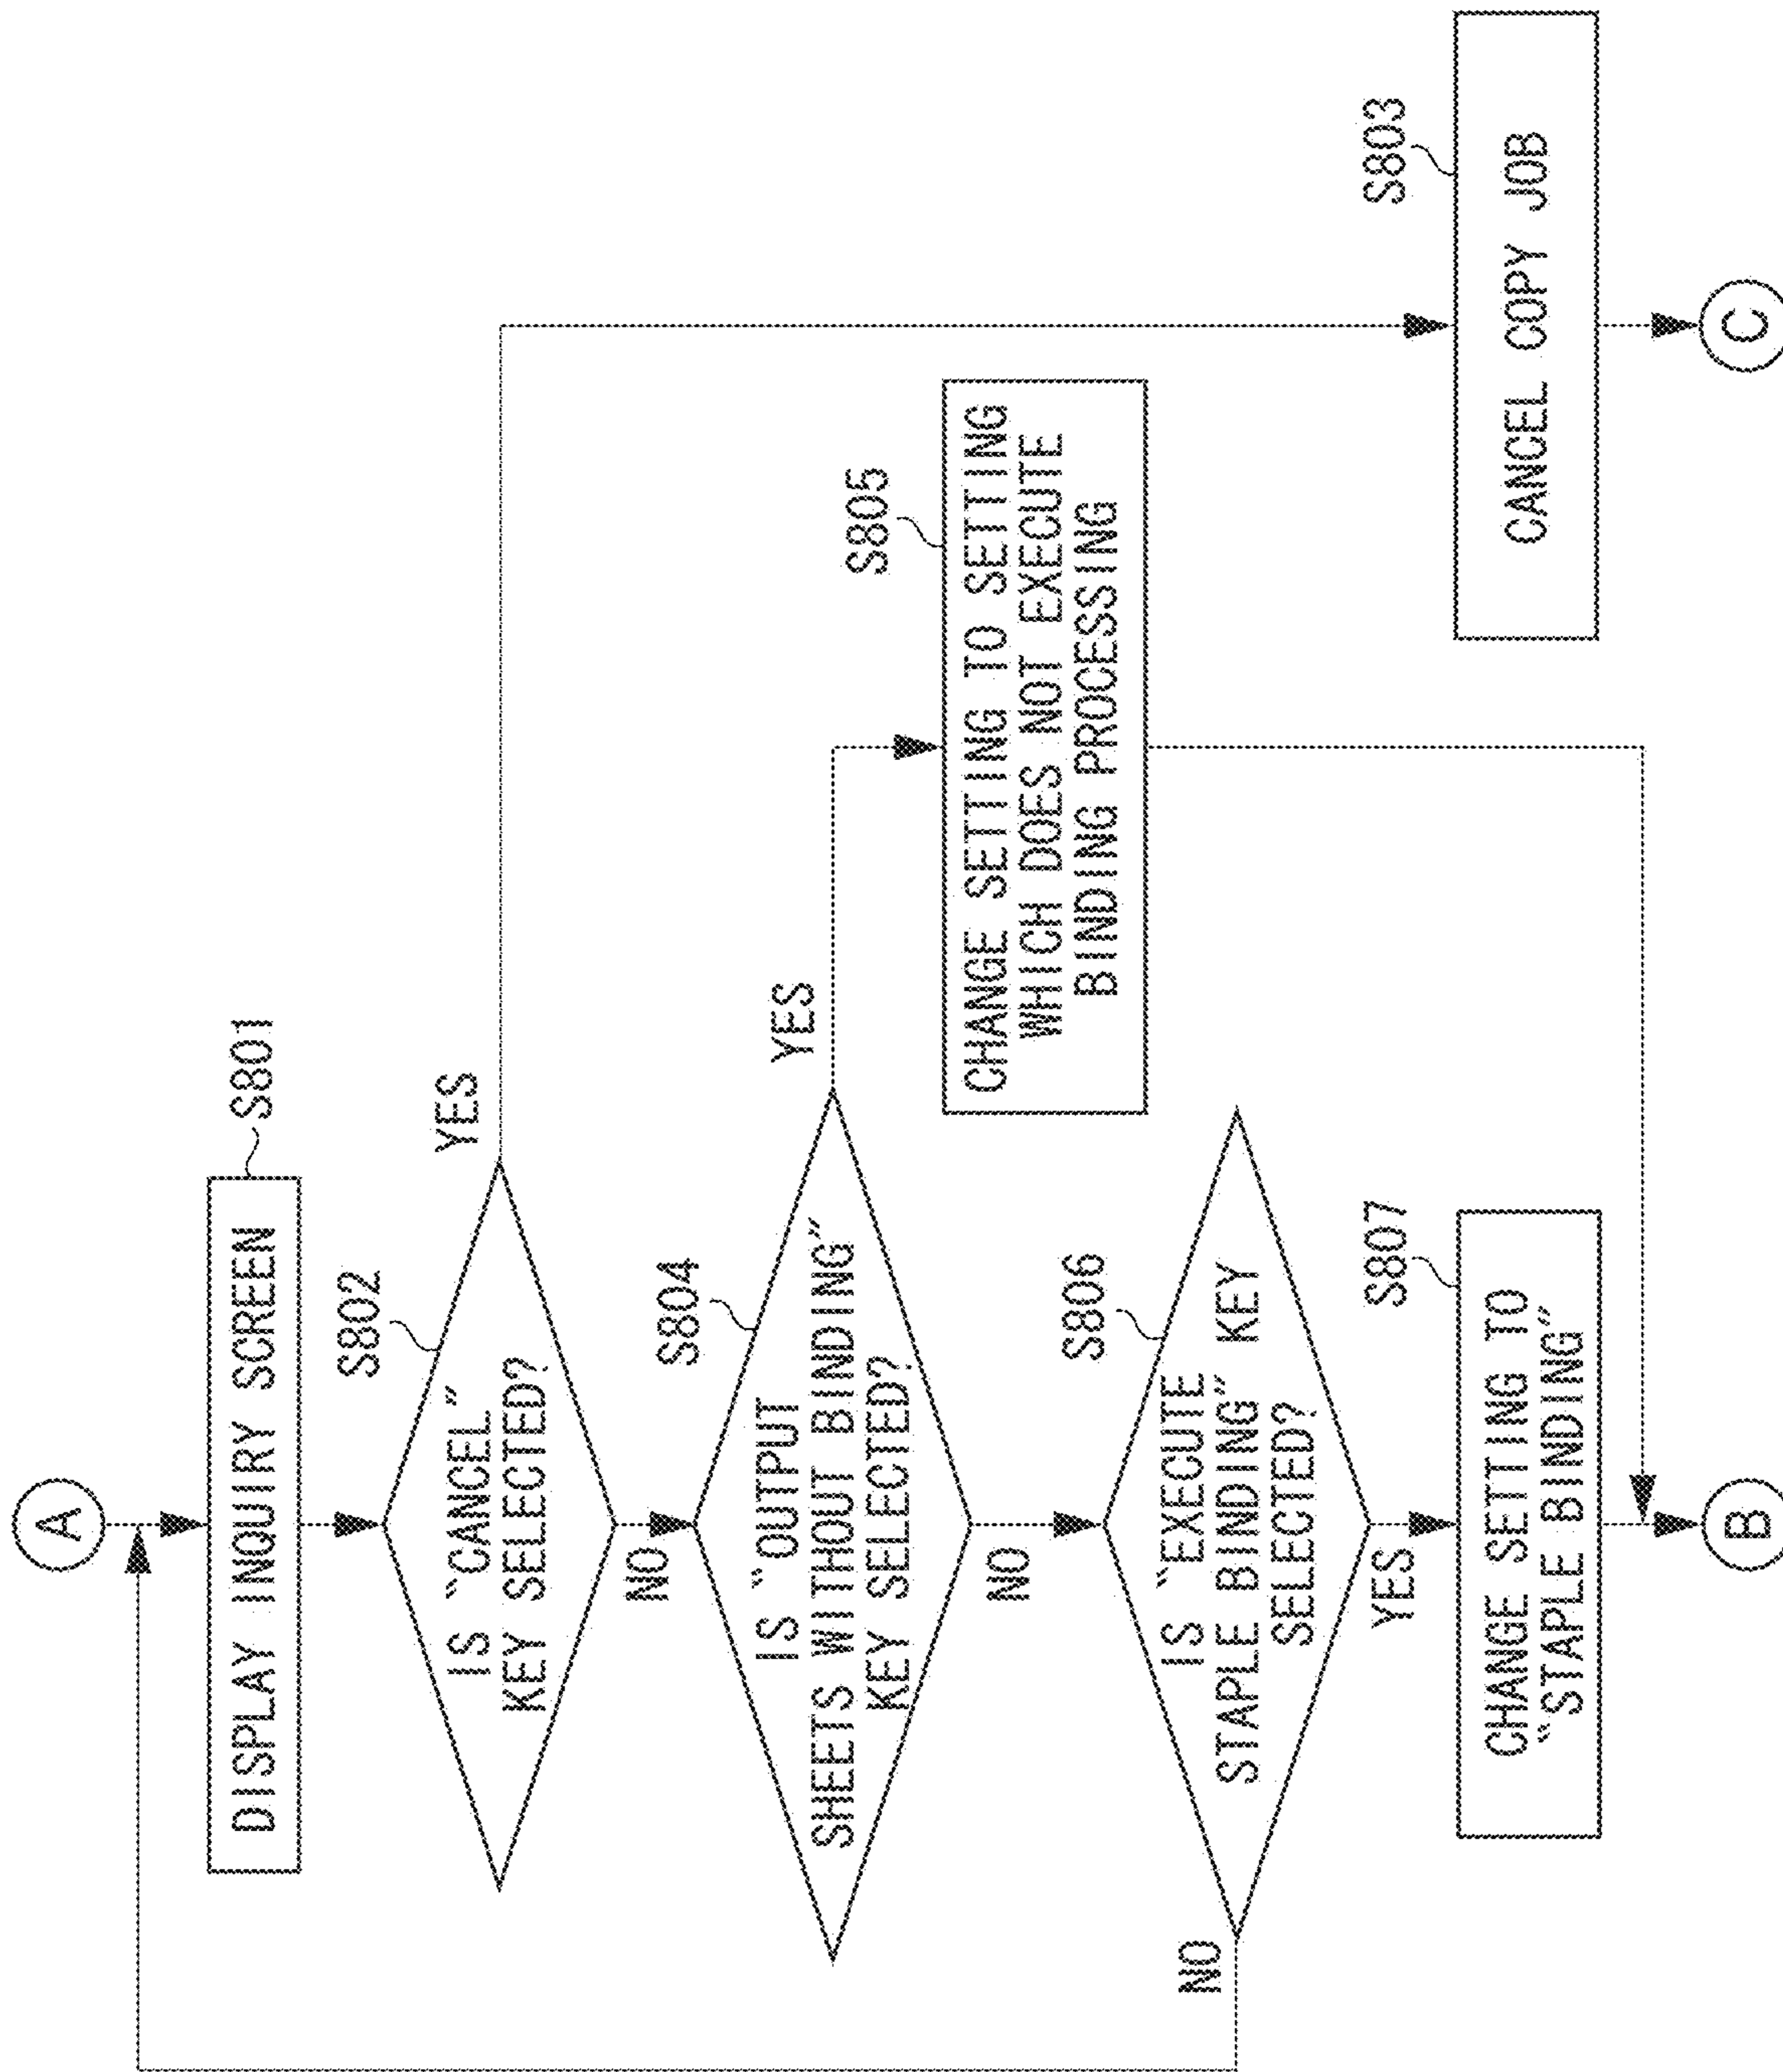 A
S801
DISPLAY INQUIRY SCREEN
S802
IS "CANCEL"
KEY SELECTED?
YES
NO
S804
IS "OUTPUT
SHEETS WITHOUT BINDING"
KEY SELECTED?
YES
NO
S805
CHANGE SETTING TO SETTING
WHICH DOES NOT EXECUTE
BINDING PROCESSING
S806
IS "EXECUTE
STAPLE BINDING" KEY
SELECTED?
NO
YES
S807
CHANGE SETTING TO
"STAPLE BINDING"
B
S803
CANCEL COPY JOB
C